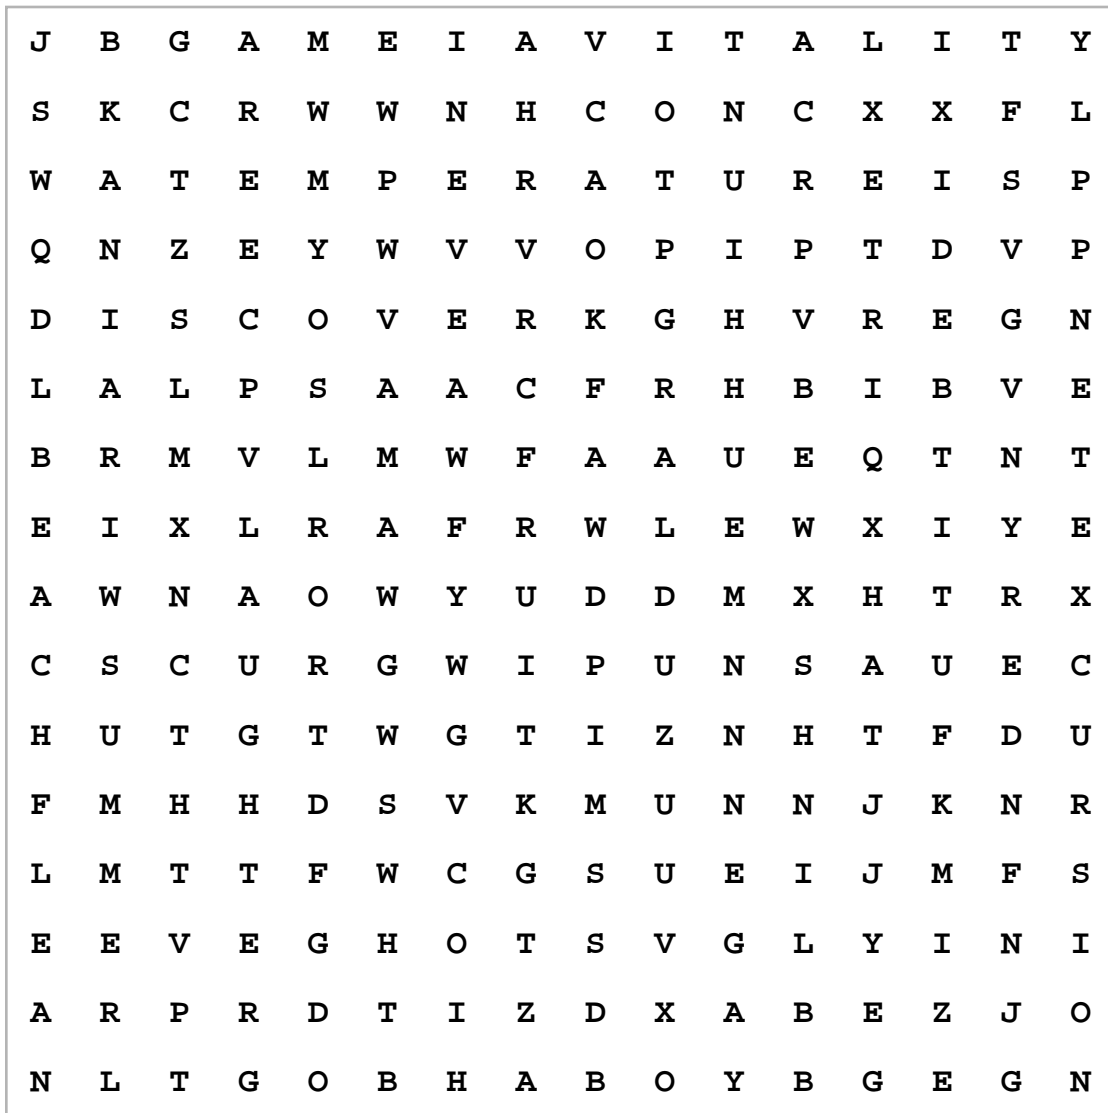 J B G A M E I A V I T A L I T Y
S K C R W W N H C O N C X X F L
W A T E M P E R A T U R E I S P
Q N Z E Y W V V O P I P T D V P
D I S C O V E R K G H V R E G N
L A L P S A A C F R H B I B V E
B R M V L M W F A A U E Q T N T
E I X L R A F R W L E W X I Y E
A W N A O W Y U D D M X H T R X
C S C U R G W I P U N S A U E C
H U T G T W G T I Z N H T F D U
F M H H D S V K M U N N J K N R
L M T T F W C G S U E I J M F S
E E V E G H O T S V G L Y I N I
A R P R D T I Z D X A B E Z J O
N L T G O B H A B O Y B G E G N